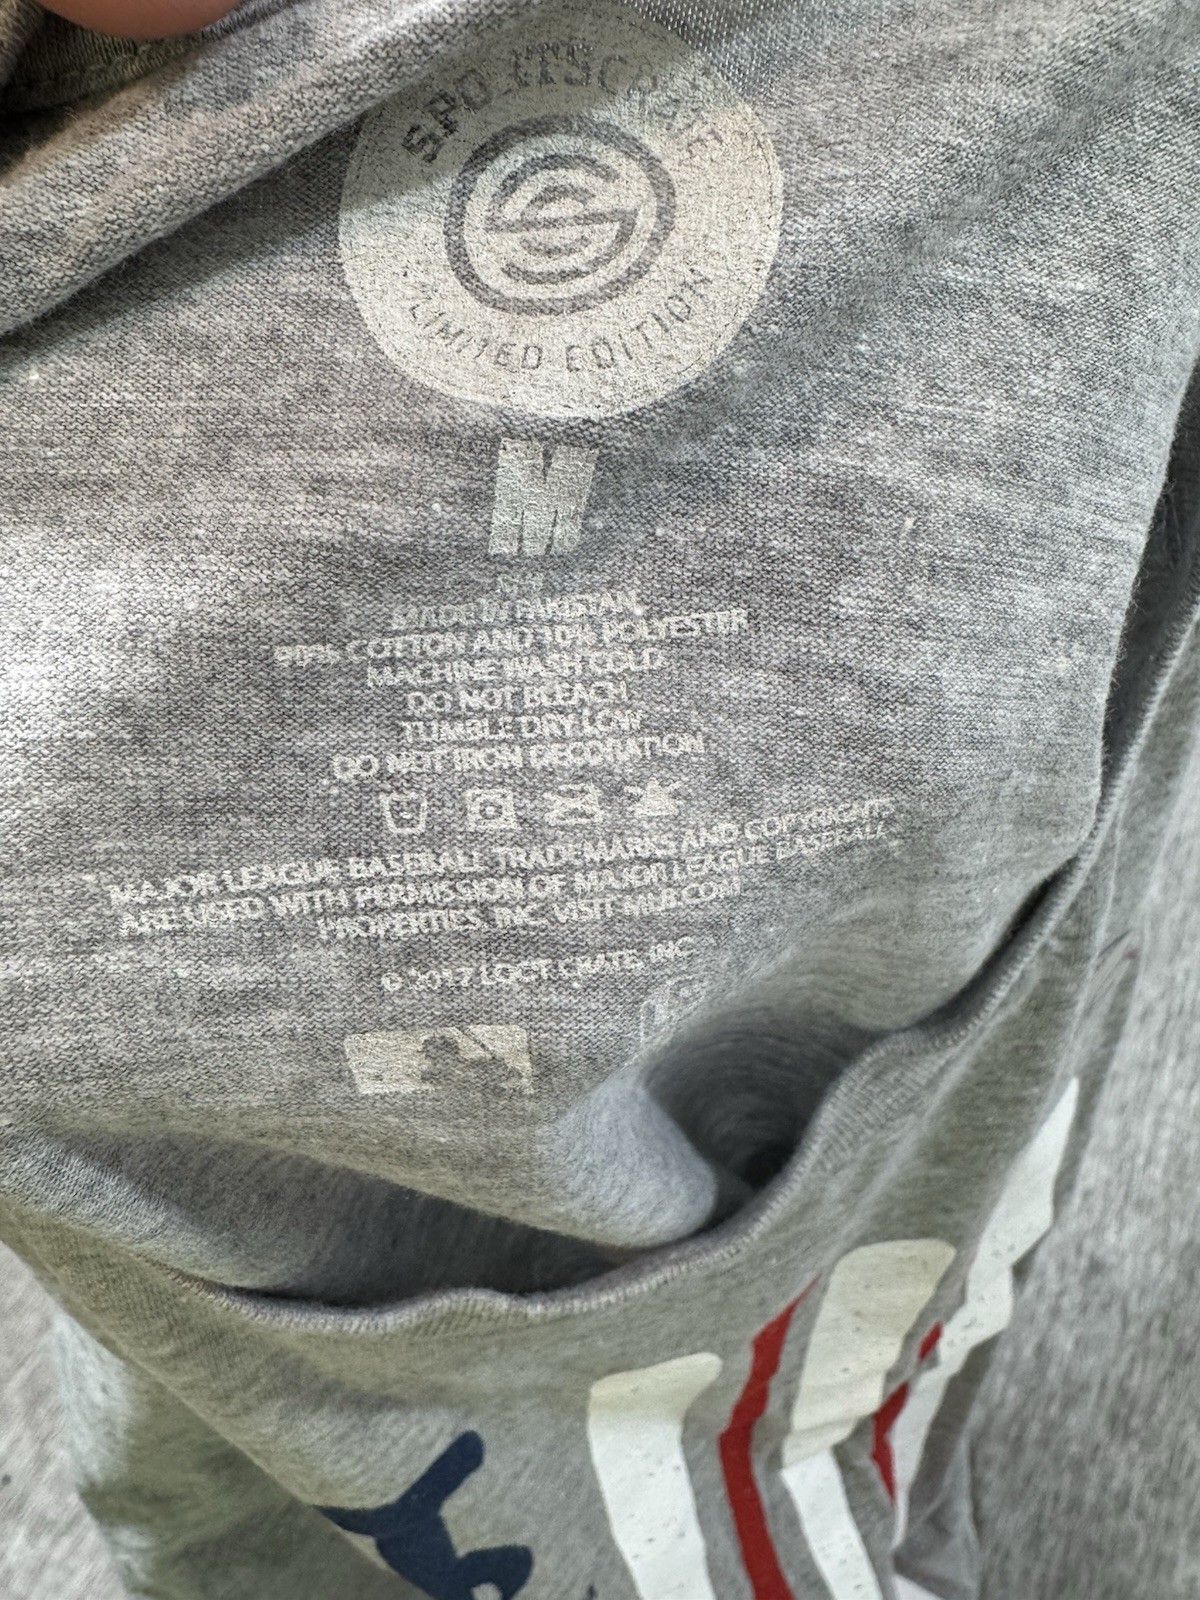 SPORTSCRATE
LIMITED EDITION
M
MADE IN PAKISTAN
90% COTTON AND 10% POLYESTER
MACHINE WASH COLD
DO NOT BLEACH
TUMBLE DRY LOW
DO NOT IRON DECORATION
MAJOR LEAGUE BASEBALL TRADEMARKS AND COPYRIGHTS
ARE USED WITH PERMISSION OF MAJOR LEAGUE BASEBALL
PROPERTIES, INC. VISIT MLB.COM
© 2017 LOOT CRATE, INC